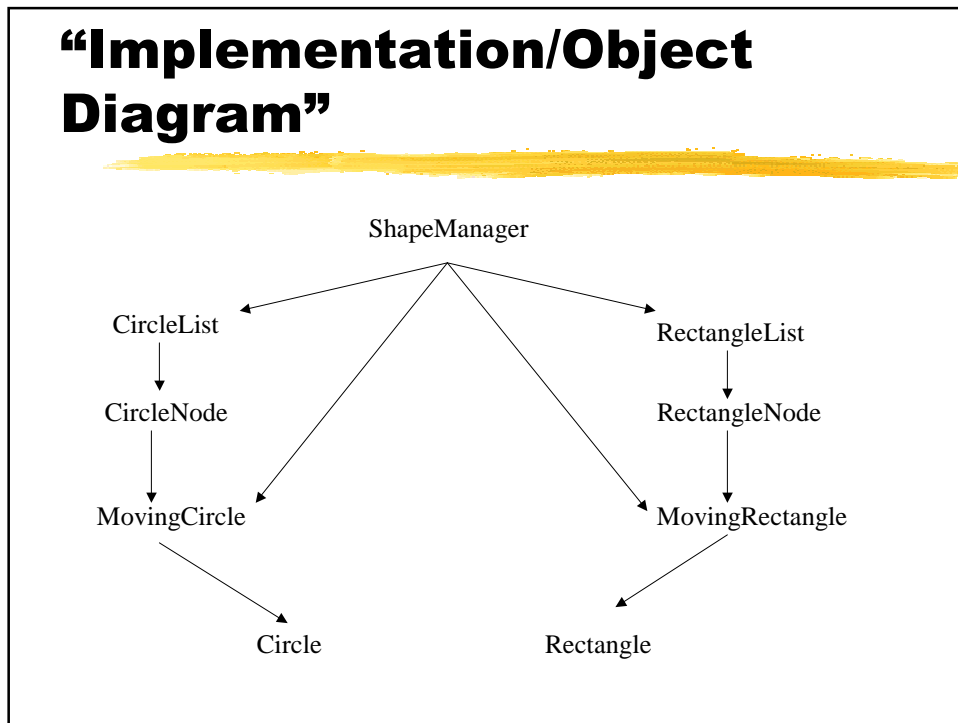 “Implementation/Object
Diagram”
ShapeManager
CircleList
RectangleList
CircleNode
RectangleNode
MovingCircle
MovingRectangle
Circle
Rectangle